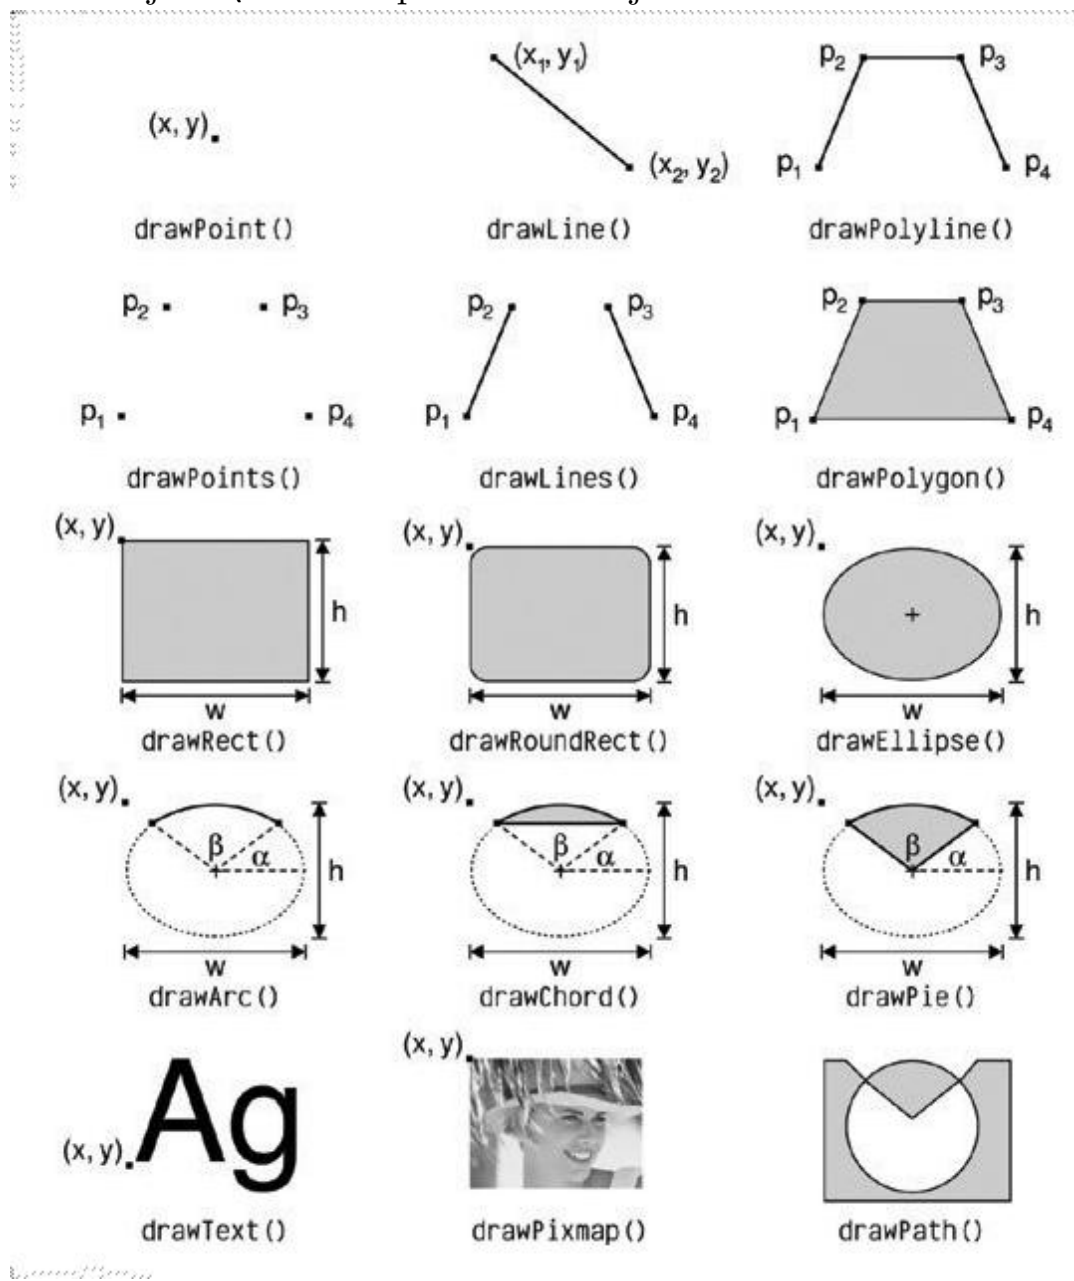 (x₁, y₁)
p₂ p₃
(x, y)
(x₂, y₂)
p₁ p₄
drawPoint() drawLine() drawPolyline()
p₂ p₃ p₂ p₃ p₂ p₃
p₁ p₄ p₁ p₄ p₁ p₄
drawPoints() drawLines() drawPolygon()
(x, y) (x, y) (x, y)
h h h
w w w
drawRect() drawRoundRect() drawEllipse()
(x, y) (x, y) (x, y)
β α h β α h β α h
w w w
drawArc() drawChord() drawPie()
(x, y)
Ag
(x, y)
drawText() drawPixmap() drawPath()